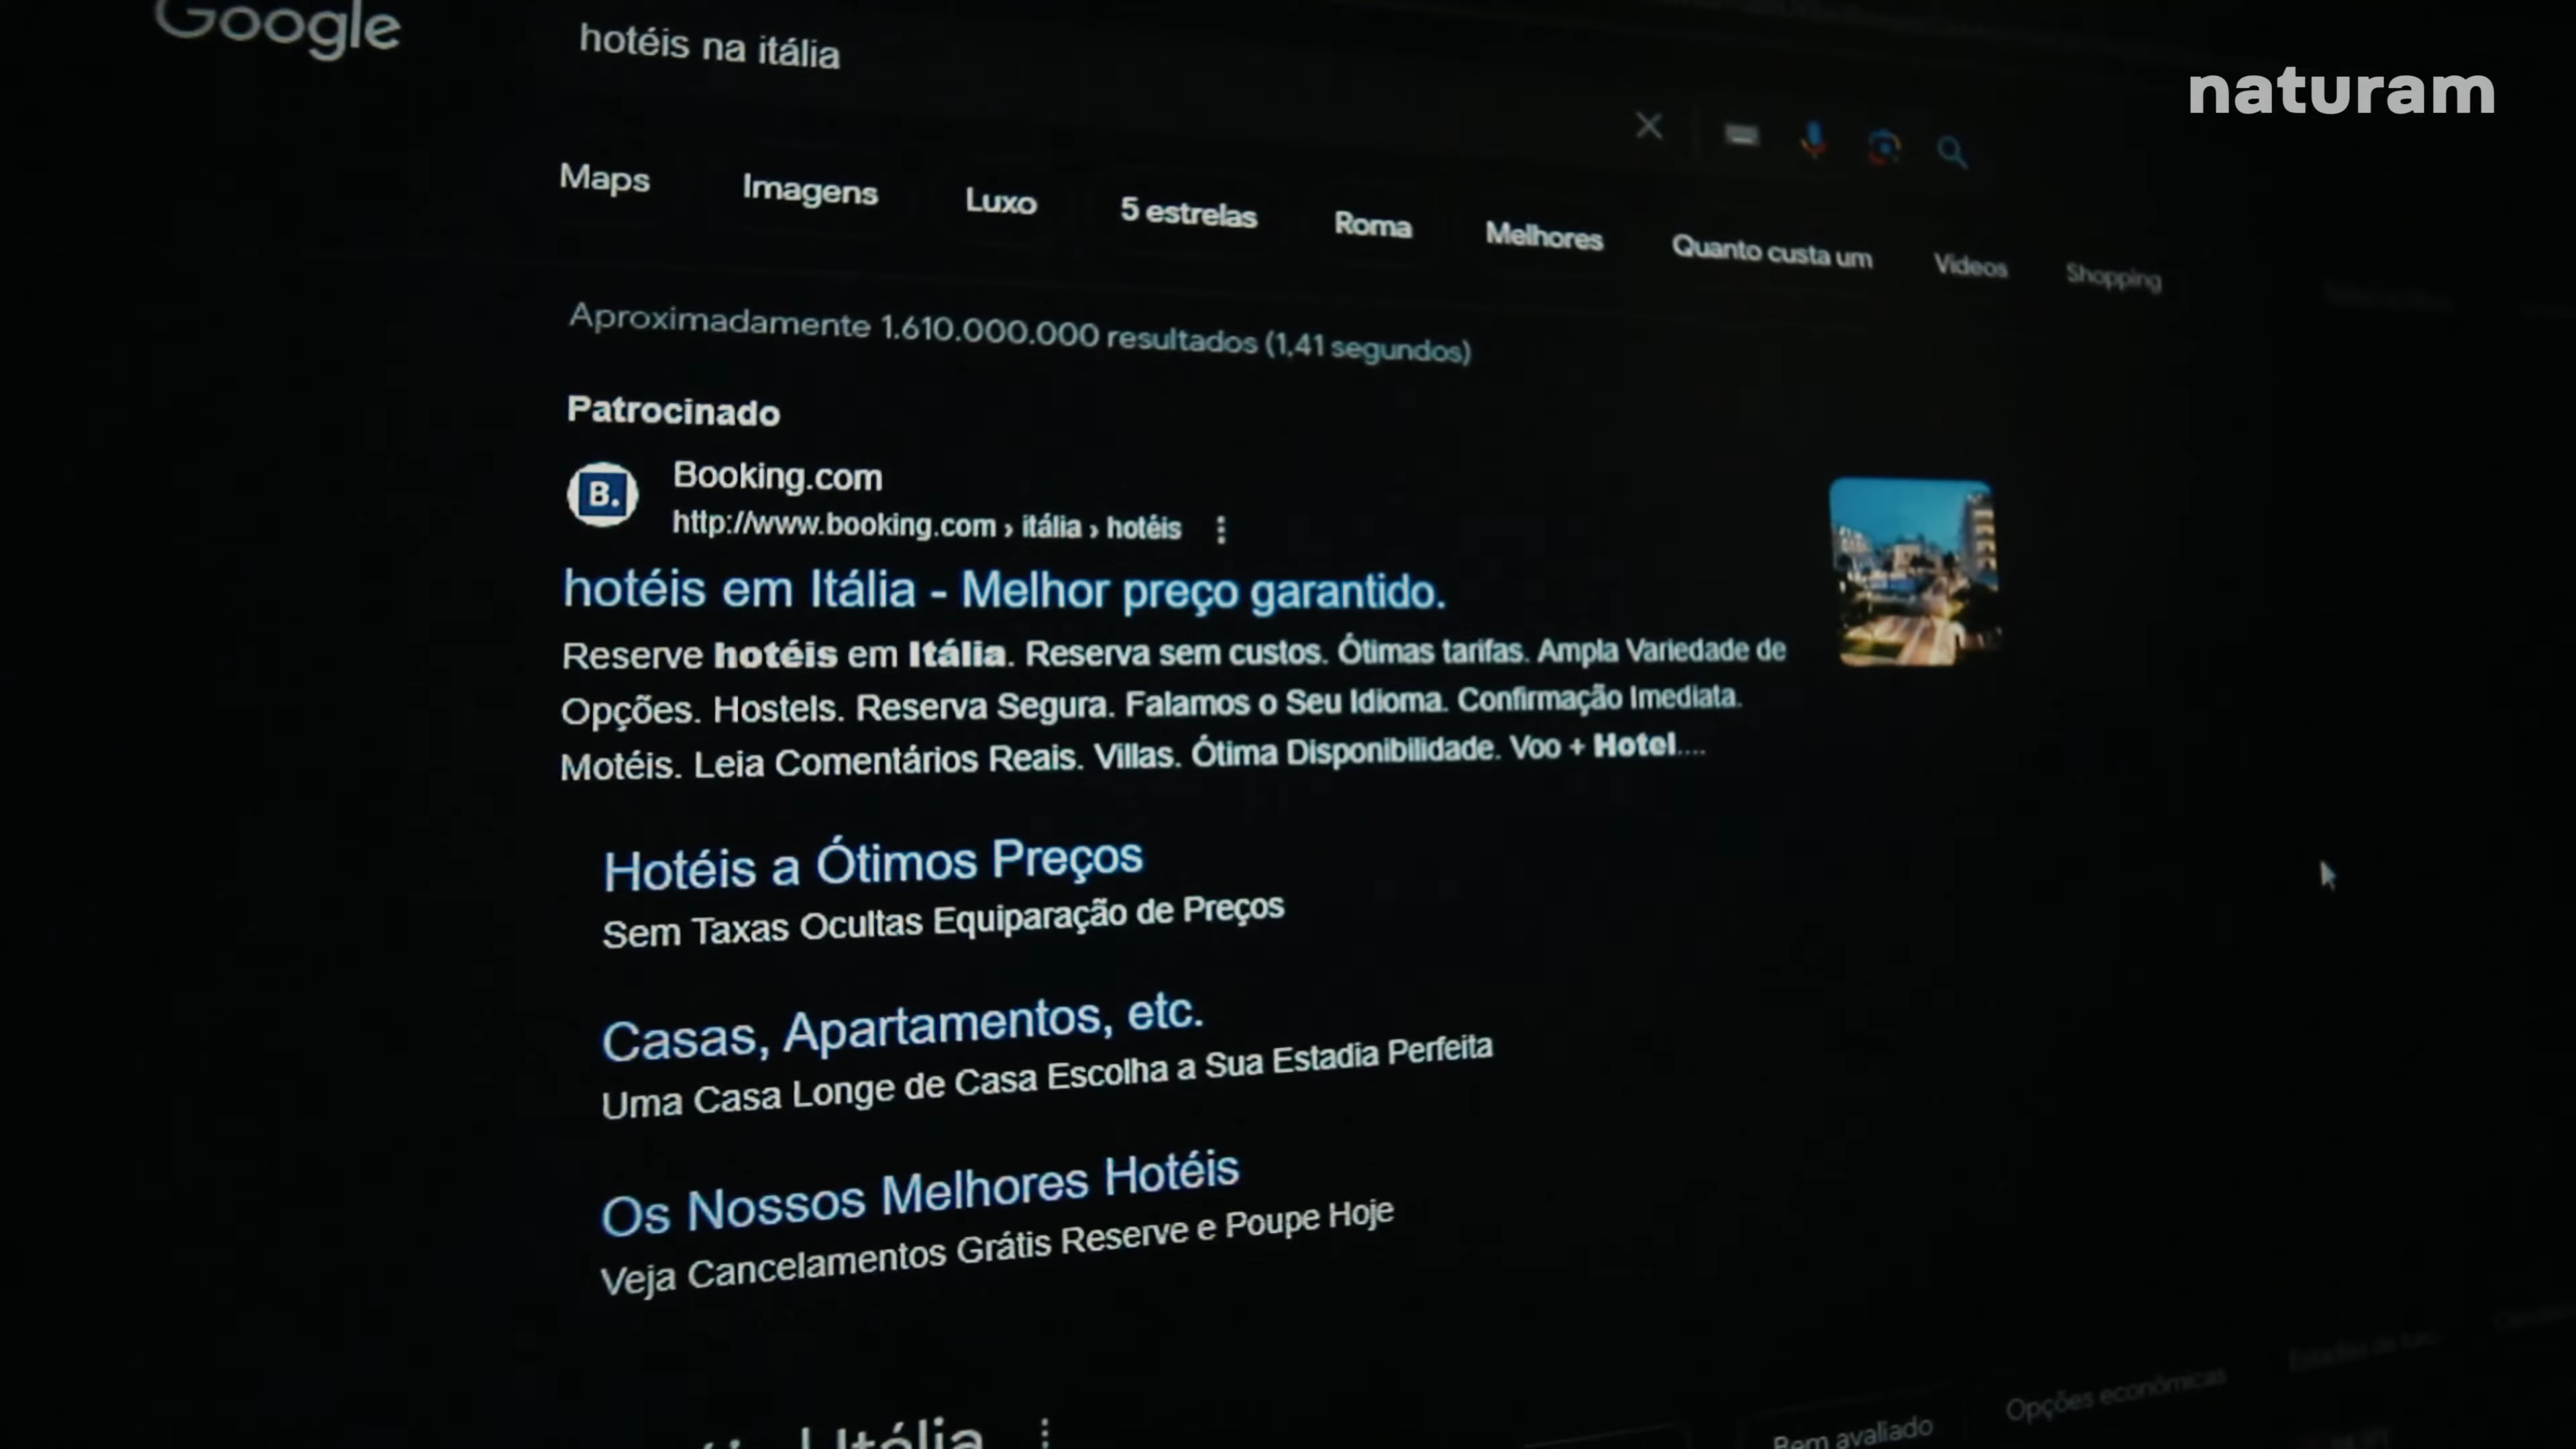 Google
hotéis na itália
naturam
Maps
Imagens
Luxo
5 estrelas
Roma
Melhores
Quanto custa um
Vídeos
Shopping
Aproximadamente 1.610.000.000 resultados (1,41 segundos)
Patrocinado
B.
Booking.com
http://www.booking.com › itália › hotéis
hotéis em Itália - Melhor preço garantido.
Reserve hotéis em Itália. Reserva sem custos. Ótimas tarifas. Ampla Variedade de
Opções. Hostels. Reserva Segura. Falamos o Seu Idioma. Confirmação Imediata.
Motéis. Leia Comentários Reais. Villas. Ótima Disponibilidade. Voo + Hotel....
Hotéis a Ótimos Preços
Sem Taxas Ocultas Equiparação de Preços
Casas, Apartamentos, etc.
Uma Casa Longe de Casa Escolha a Sua Estadia Perfeita
Os Nossos Melhores Hotéis
Veja Cancelamentos Grátis Reserve e Poupe Hoje
Itália
Bem avaliado
Opções econômicas